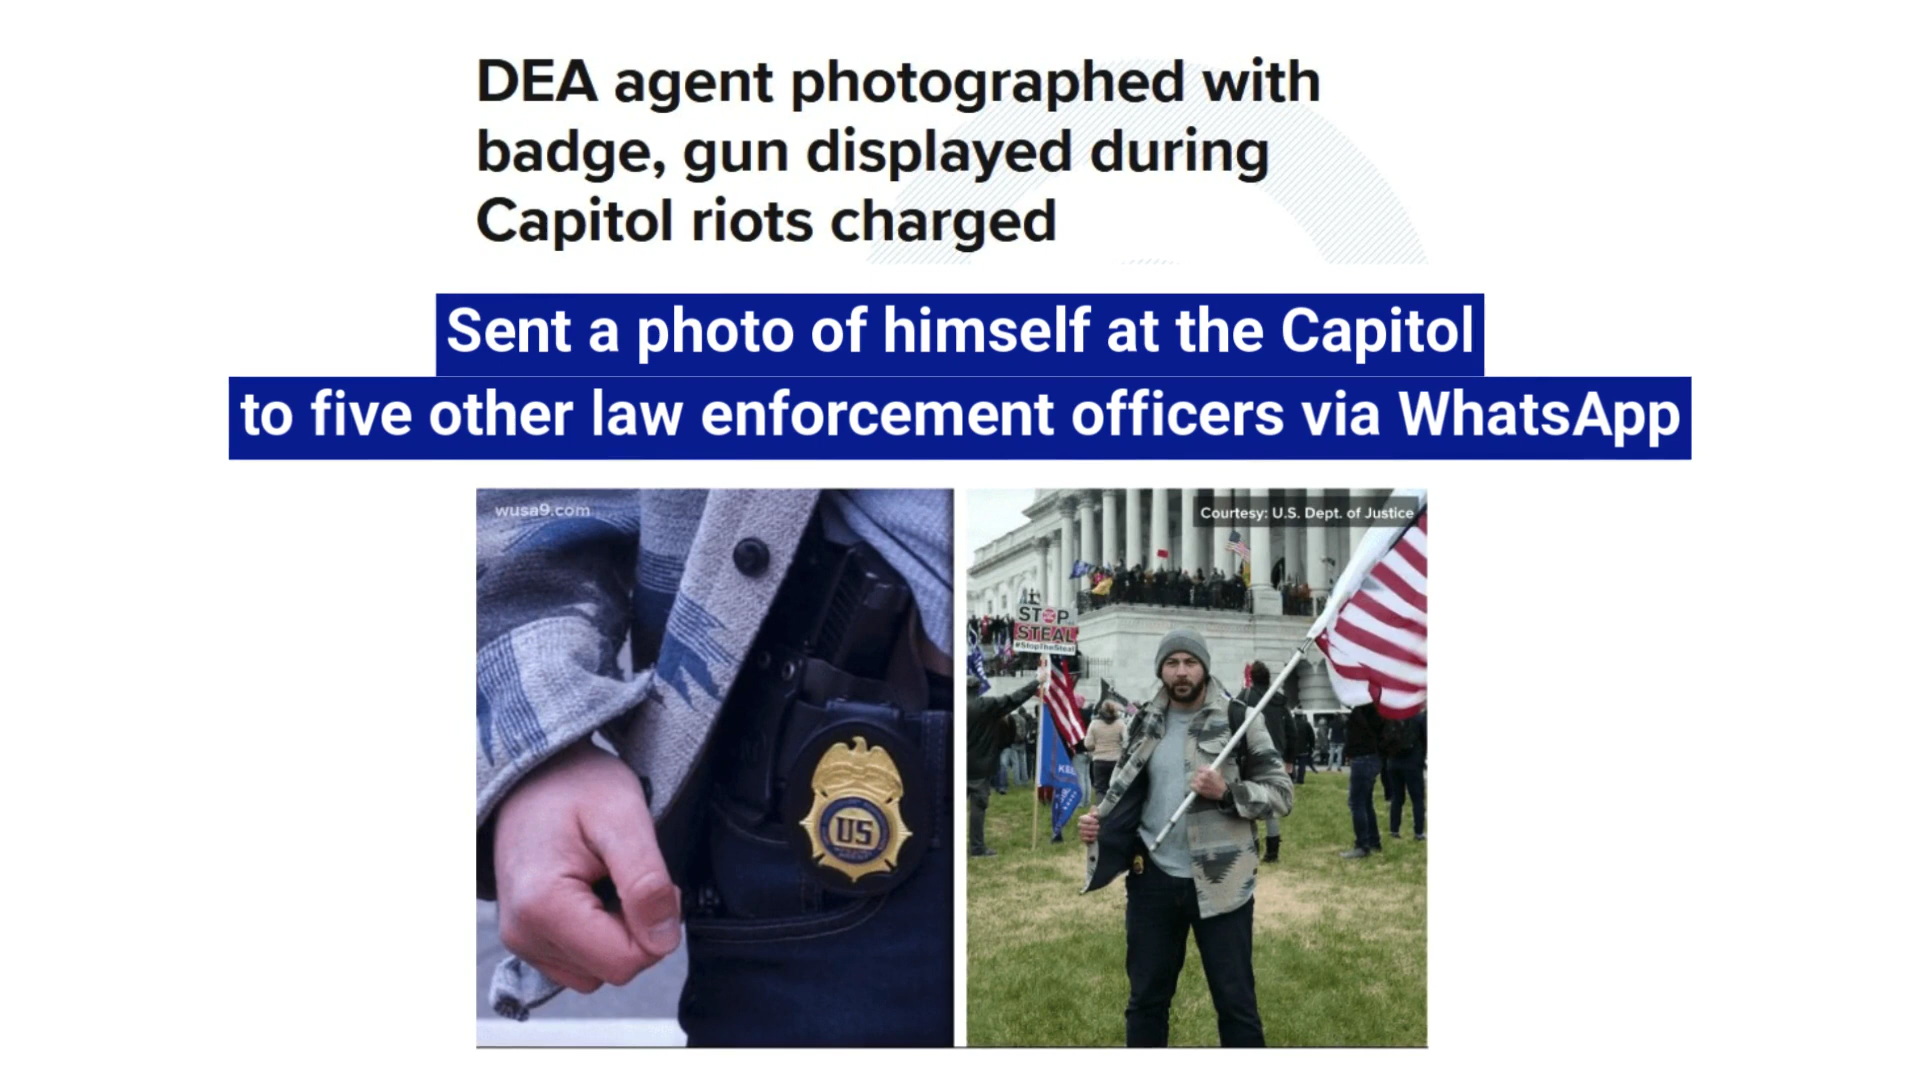 DEA agent photographed with
badge, gun displayed during
Capitol riots charged
Sent a photo of himself at the Capitol
to five other law enforcement officers via WhatsApp
wusa9.com
US
Courtesy: U.S. Dept. of Justice
STOP
STEAL
#StopTheSteal